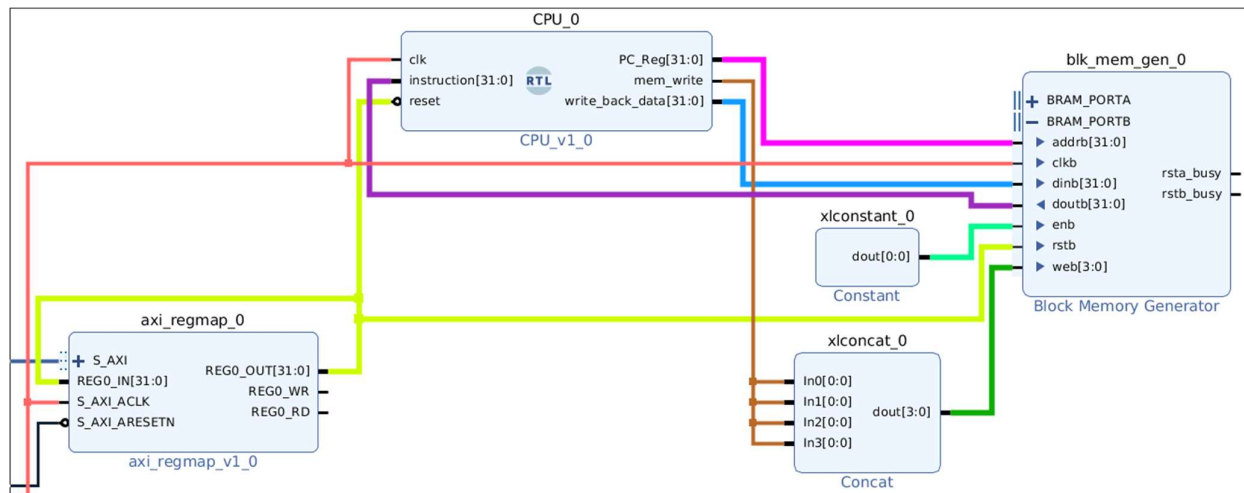 CPU_0
clk
instruction[31:0]
reset
RTL
PC_Reg[31:0]
mem_write
write_back_data[31:0]
CPU_v1_0
blk_mem_gen_0
BRAM_PORTA
BRAM_PORTB
addrb[31:0]
clkb
dinb[31:0]
doutb[31:0]
enb
rstb
web[3:0]
rsta_busy
rstb_busy
Block Memory Generator
xlconstant_0
dout[0:0]
Constant
axi_regmap_0
S_AXI
REG0_IN[31:0]
S_AXI_ACLK
S_AXI_ARESETN
REG0_OUT[31:0]
REG0_WR
REG0_RD
axi_regmap_v1_0
xlconcat_0
In0[0:0]
In1[0:0]
In2[0:0]
In3[0:0]
dout[3:0]
Concat